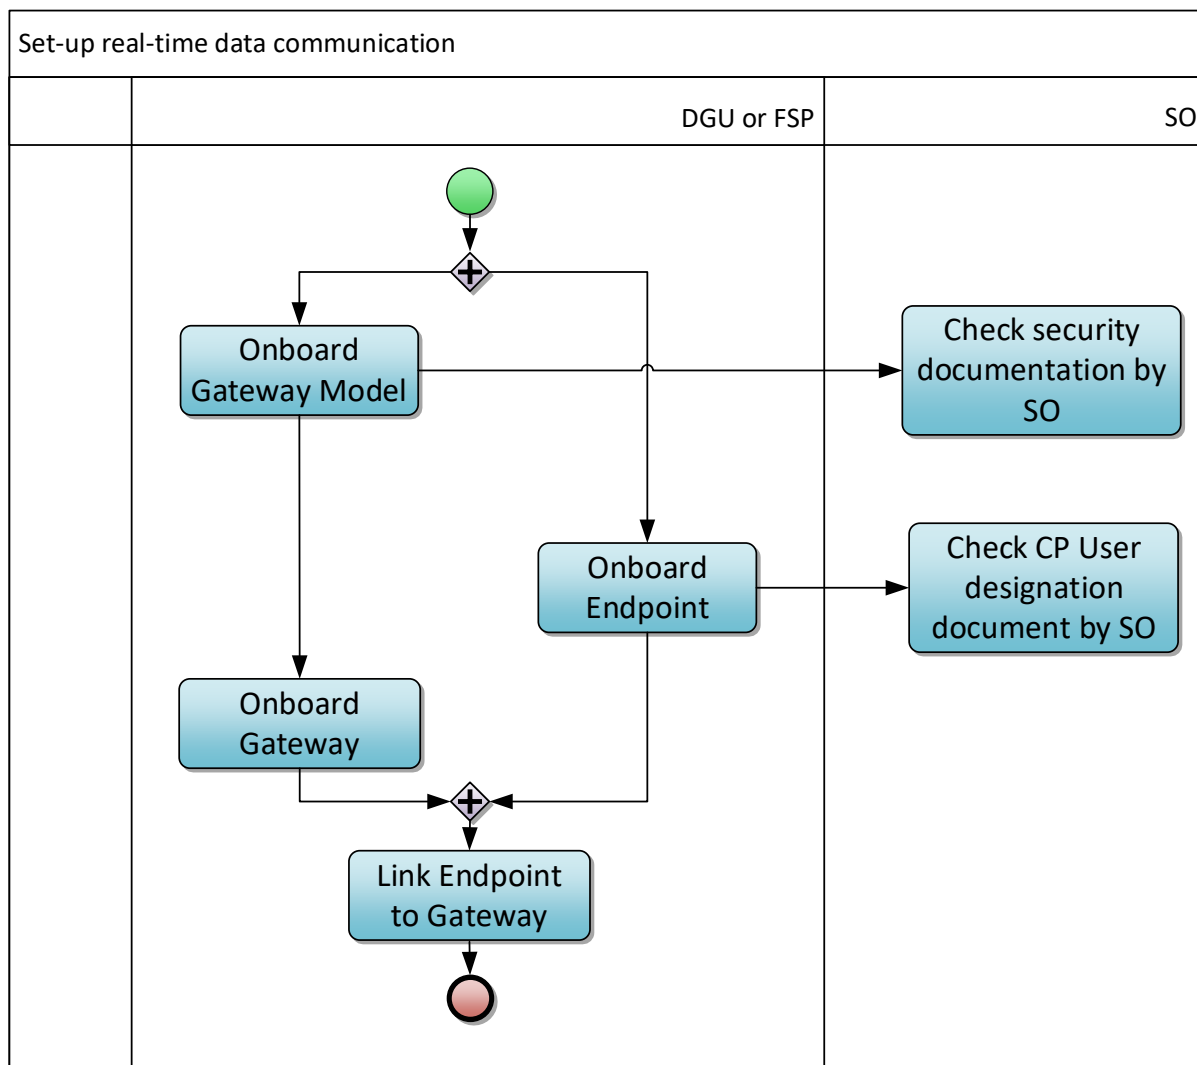 Set-up real-time data communication
DGU or FSP
SO
Onboard
Gateway Model
Check security
documentation by
SO
Onboard
Endpoint
Check CP User
designation
document by SO
Onboard
Gateway
Link Endpoint
to Gateway